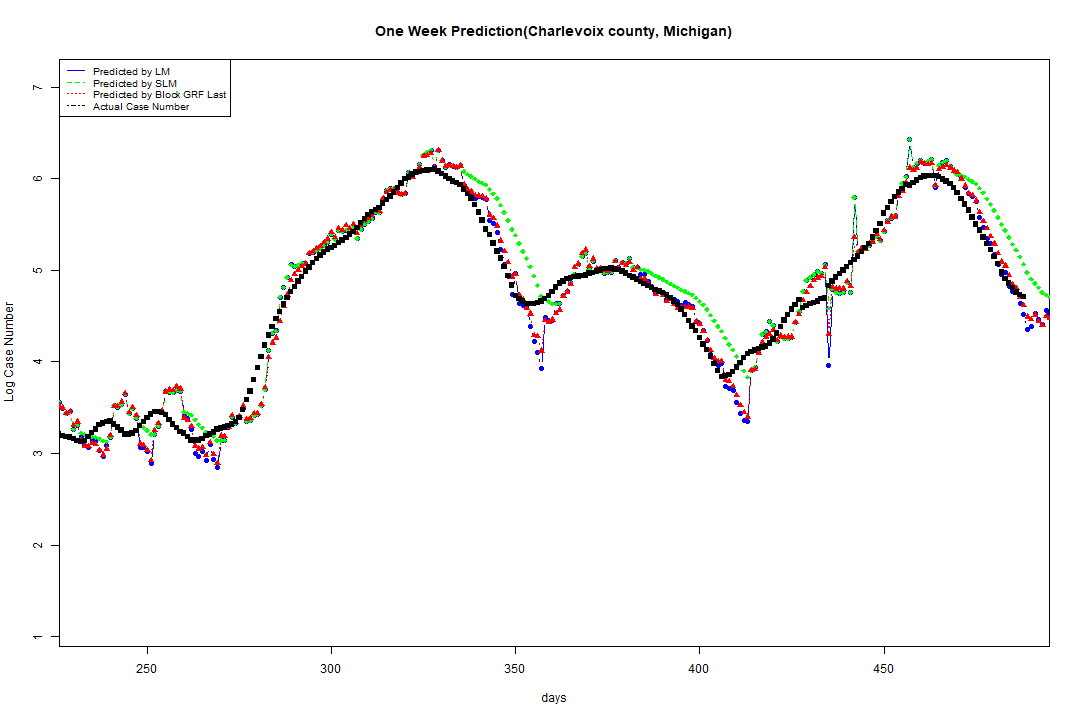 One Week Prediction(Charlevoix county, Michigan)
Predicted by LM
Predicted by SLM
Predicted by Block GRF Last
Actual Case Number
7
6
5
4
3
2
1
Log Case Number
250 300 350 400 450
days